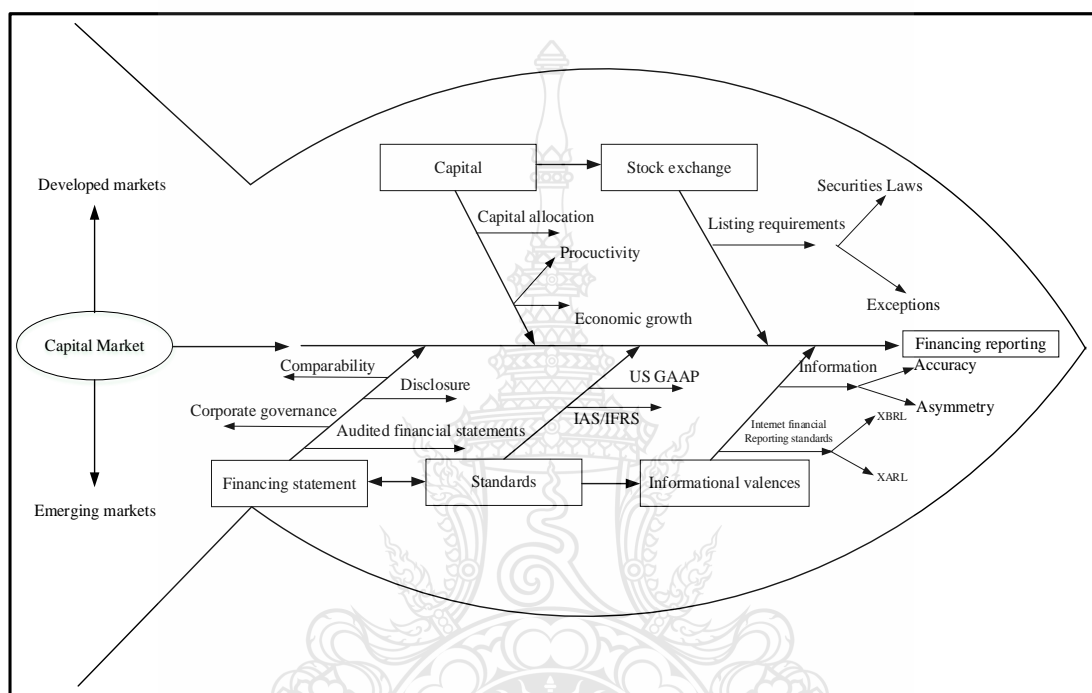 Capital
Stock exchange
Developed markets
Securities Laws
Capital allocation
Listing requirements
Procuctivity
Exceptions
Economic growth
Capital Market
Financing reporting
Comparability
Information
Accuracy
Disclosure
US GAAP
Corporate governance
IAS/IFRS
Asymmetry
XBRL
Audited financial statements
Internet financial
Reporting standards
Financing statement
Standards
Informational valences
XARL
Emerging markets